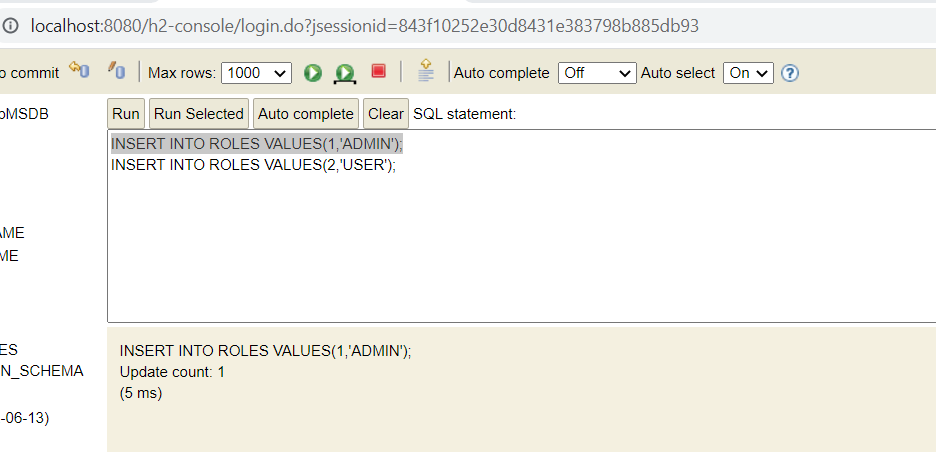 localhost:8080/h2-console/login.do?jsessionid=843f10252e30d8431e383798b885db93
o commit Max rows: 1000 Auto complete Off Auto select On
pMSDB Run Run Selected Auto complete Clear SQL statement:
INSERT INTO ROLES VALUES(1,'ADMIN');
INSERT INTO ROLES VALUES(2,'USER');
AME
ME
ES
N_SCHEMA
-06-13)
INSERT INTO ROLES VALUES(1,'ADMIN');
Update count: 1
(5 ms)